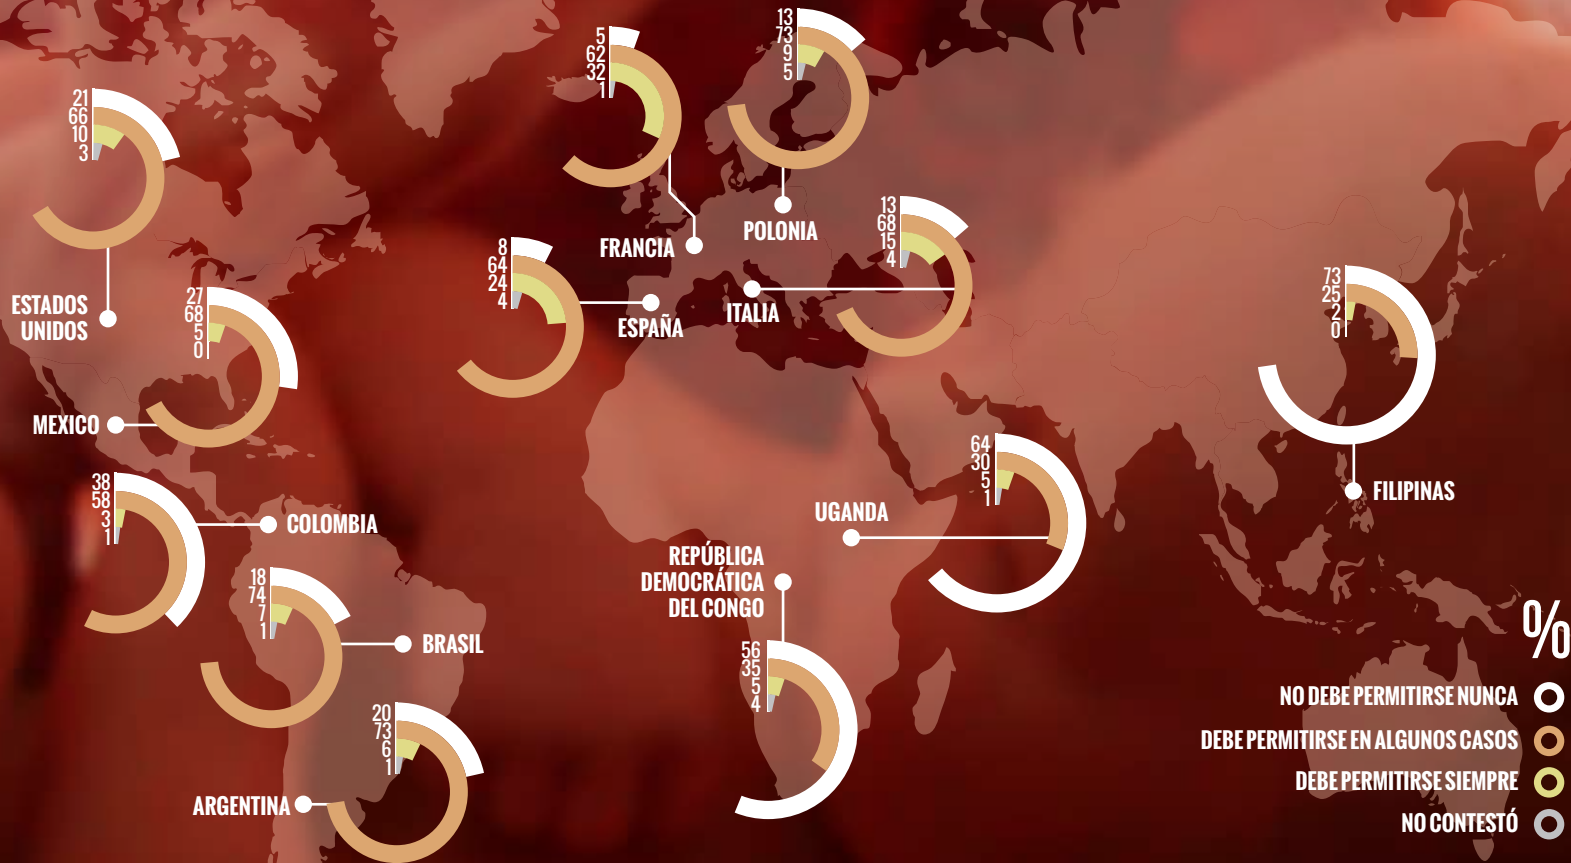 5
62
32
1
FRANCIA
13
73
9
5
POLONIA
21
66
10
3
ESTADOS
UNIDOS
8
64
24
4
ESPAÑA
13
68
15
4
ITALIA
27
68
5
0
MEXICO
73
25
2
0
FILIPINAS
38
58
3
1
COLOMBIA
64
30
5
1
UGANDA
18
74
7
1
BRASIL
REPÚBLICA
DEMOCRÁTICA
DEL CONGO
56
35
5
4
20
73
6
1
ARGENTINA
%
NO DEBE PERMITIRSE NUNCA
DEBE PERMITIRSE EN ALGUNOS CASOS
DEBE PERMITIRSE SIEMPRE
NO CONTESTÓ